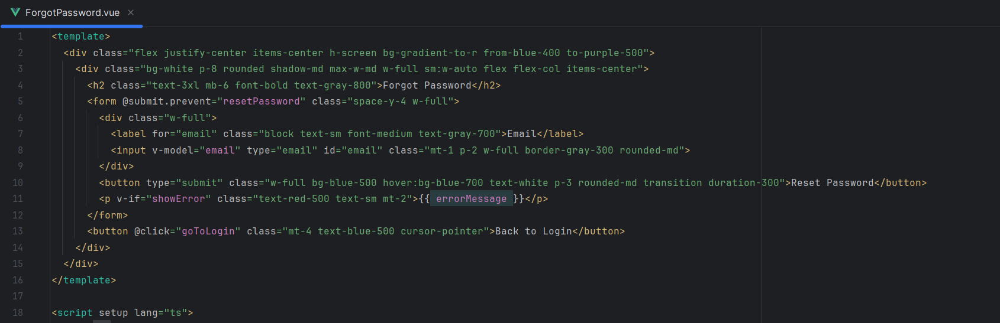 ForgotPassword.vue ×
1 <template>
2 <div class="flex justify-center items-center h-screen bg-gradient-to-r from-blue-400 to-purple-500">
3 <div class="bg-white p-8 rounded shadow-md max-w-md w-full sm:w-auto flex flex-col items-center">
4 <h2 class="text-3xl mb-6 font-bold text-gray-800">Forgot Password</h2>
5 <form @submit.prevent="resetPassword" class="space-y-4 w-full">
6 <div class="w-full">
7 <label for="email" class="block text-sm font-medium text-gray-700">Email</label>
8 <input v-model="email" type="email" id="email" class="mt-1 p-2 w-full border-gray-300 rounded-md">
9 </div>
10 <button type="submit" class="w-full bg-blue-500 hover:bg-blue-700 text-white p-3 rounded-md transition duration-300">Reset Password</button>
11 <p v-if="showError" class="text-red-500 text-sm mt-2">{{ errorMessage }}</p>
12 </form>
13 <button @click="goToLogin" class="mt-4 text-blue-500 cursor-pointer">Back to Login</button>
14 </div>
15 </div>
16 </template>
17
18 <script setup lang="ts">